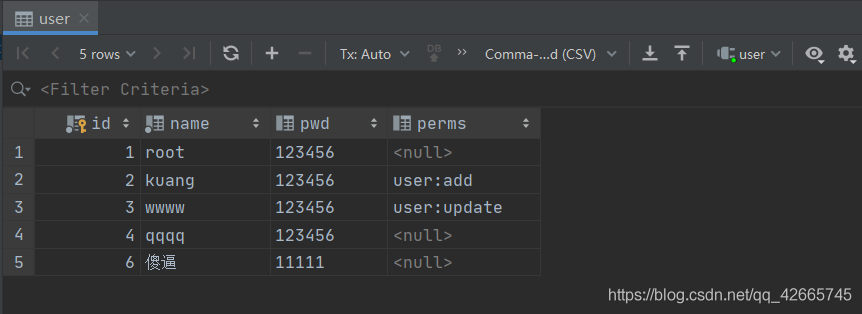 user
5 rows Tx: Auto DB Comma-...d (CSV) user
<Filter Criteria>
id name pwd perms
1 1 root 123456 <null>
2 2 kuang 123456 user:add
3 3 wwww 123456 user:update
4 4 qqqq 123456 <null>
5 6 傻逼 11111 <null>
https://blog.csdn.net/qq_42665745